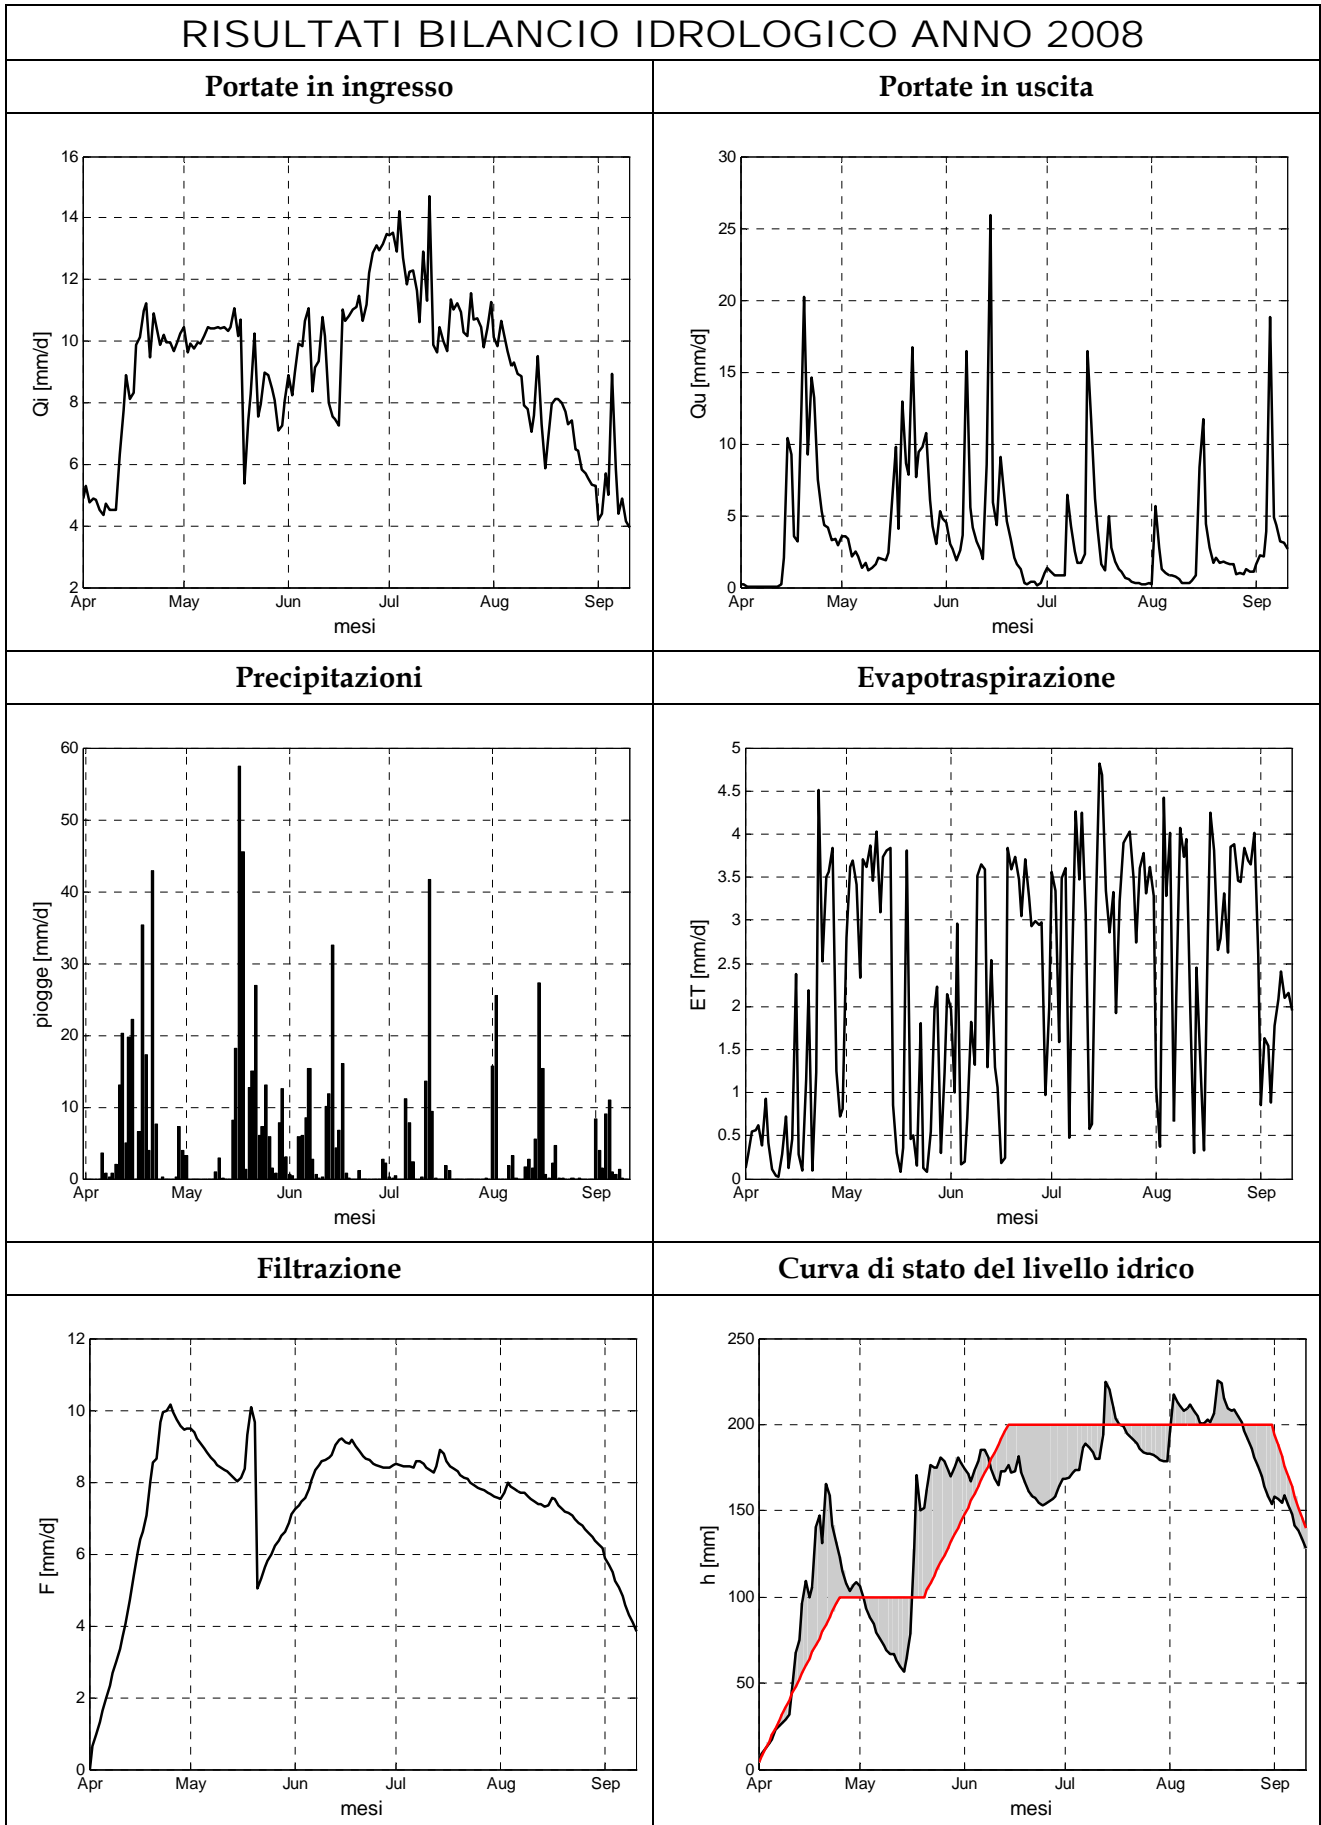 RISULTATI BILANCIO IDROLOGICO ANNO 2008
Portate in ingresso
Portate in uscita
16
14
12
10
8
6
4
2
Qi [mm/d]
Apr May Jun Jul Aug Sep
mesi
30
25
20
15
10
5
0
Qu [mm/d]
Apr May Jun Jul Aug Sep
mesi
Precipitazioni
Evapotraspirazione
60
50
40
30
20
10
0
piogge [mm/d]
Apr May Jun Jul Aug Sep
mesi
5
4.5
4
3.5
3
2.5
2
1.5
1
0.5
0
ET [mm/d]
Apr May Jun Jul Aug Sep
mesi
Filtrazione
Curva di stato del livello idrico
12
10
8
6
4
2
0
F [mm/d]
Apr May Jun Jul Aug Sep
mesi
250
200
150
100
50
0
h [mm]
Apr May Jun Jul Aug Sep
mesi